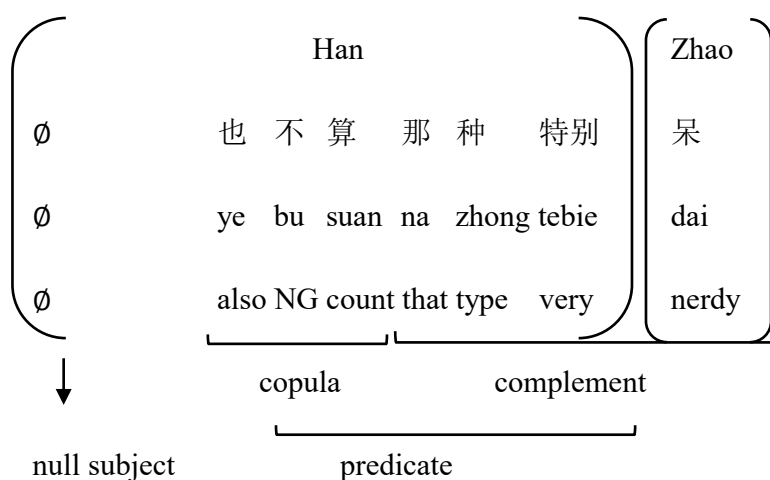 Han Zhao
∅ 也 不 算 那 种 特别 呆
∅ ye bu suan na zhong tebie dai
∅ also NG count that type very nerdy
copula complement
null subject predicate